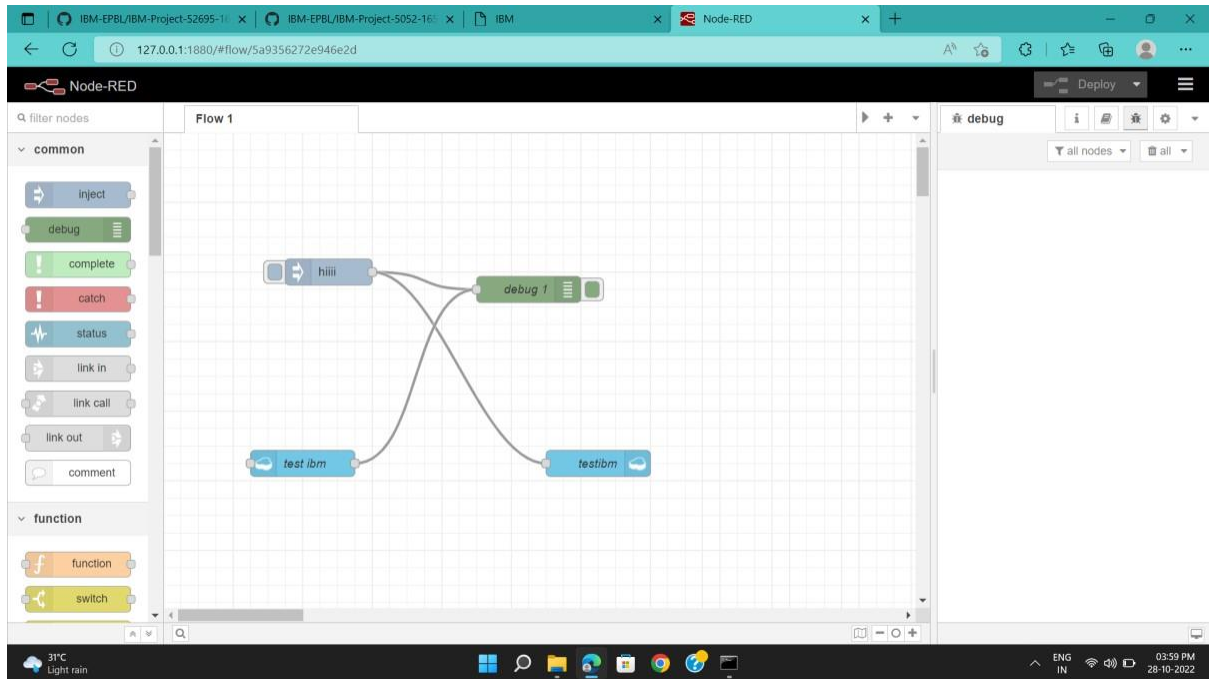 IBM-EPBL/IBM-Project-52695-16
IBM-EPBL/IBM-Project-5052-165
IBM
Node-RED
127.0.0.1:1880/#flow/5a9356272e946e2d
Node-RED
Deploy
filter nodes
Flow 1
debug
i
all nodes
all
common
inject
debug
complete
catch
status
link in
link call
link out
comment
function
function
switch
hiiii
debug 1
test ibm
testibm
31°C
Light rain
ENG
IN
03:59 PM
28-10-2022